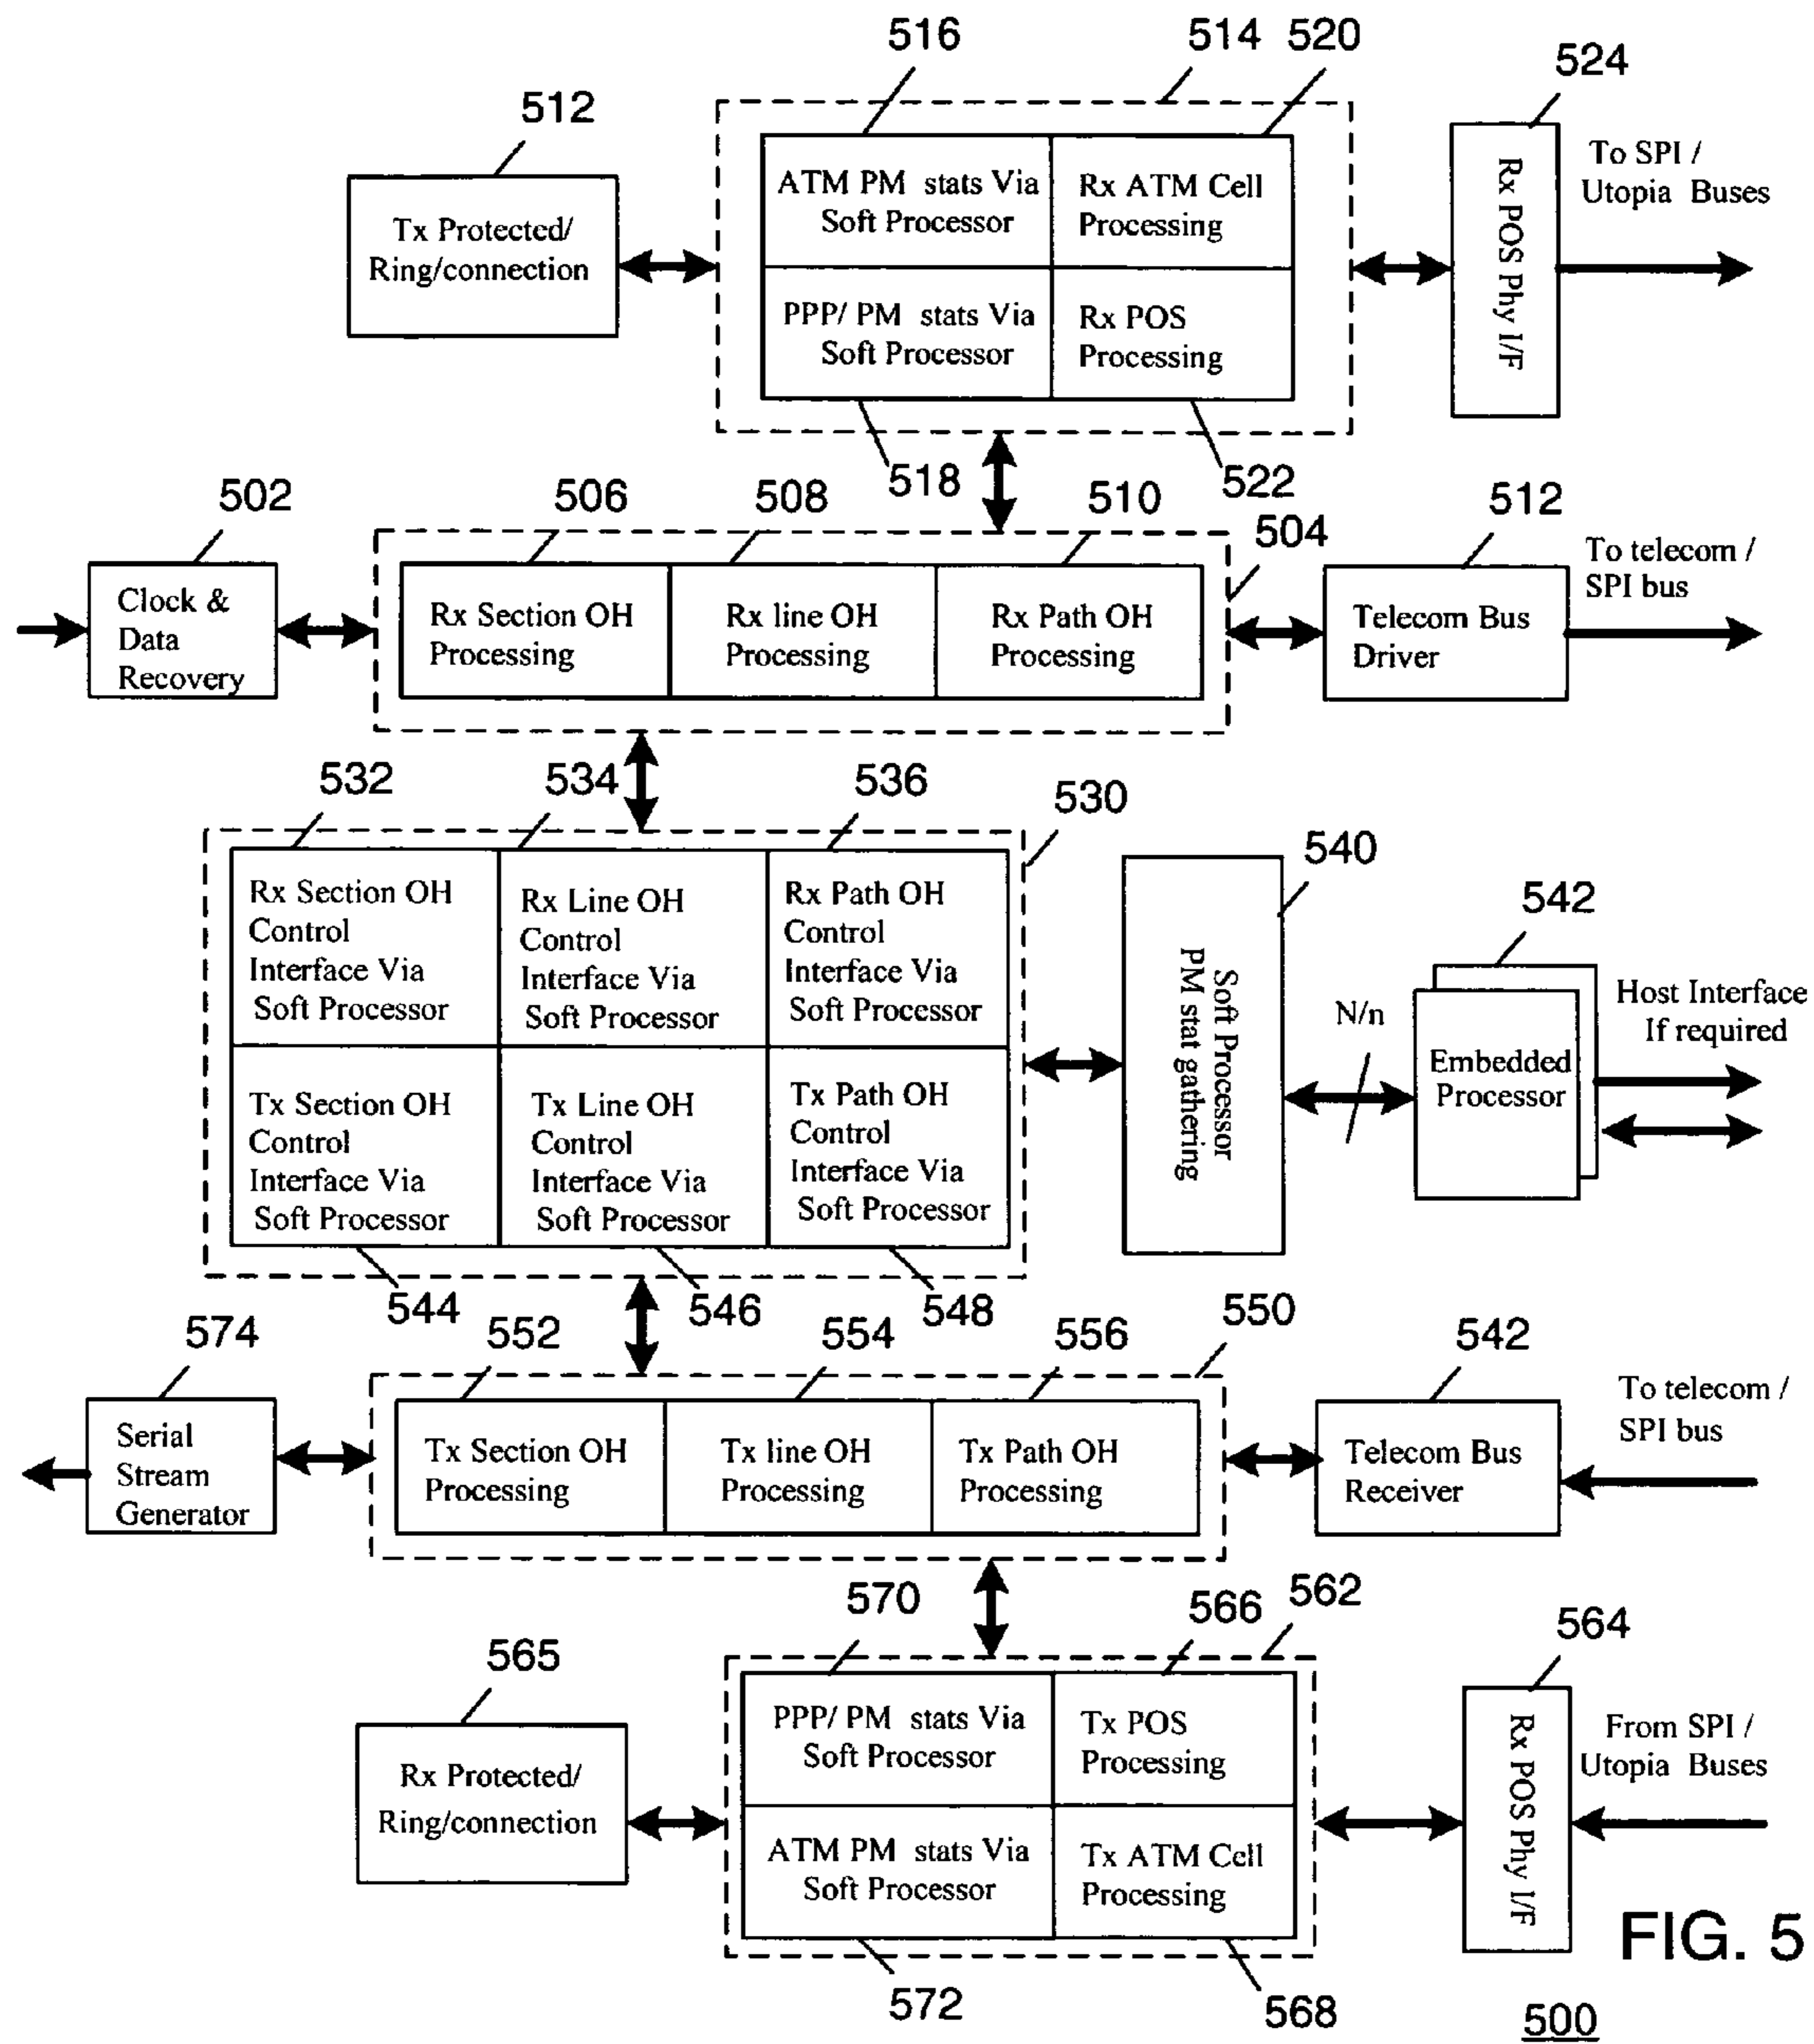 516
514
520
524
512
ATM PM stats Via
Soft Processor
Rx ATM Cell
Processing
Tx Protected/
Ring/connection
PPP/ PM stats Via
Soft Processor
Rx POS
Processing
Rx POS Phy I/F
To SPI /
Utopia Buses
518
522
502
506
508
510
504
512
Clock &
Data
Recovery
Rx Section OH
Processing
Rx line OH
Processing
Rx Path OH
Processing
Telecom Bus
Driver
To telecom /
SPI bus
532
534
536
530
540
542
Rx Section OH
Control
Interface Via
Soft Processor
Rx Line OH
Control
Interface Via
Soft Processor
Rx Path OH
Control
Interface Via
Soft Processor
Tx Section OH
Control
Interface Via
Soft Processor
Tx Line OH
Control
Interface Via
Soft Processor
Tx Path OH
Control
Interface Via
Soft Processor
Soft Processor
PM stat gathering
N/n
Embedded
Processor
Host Interface
If required
544
546
548
574
552
554
556
550
542
Serial
Stream
Generator
Tx Section OH
Processing
Tx line OH
Processing
Tx Path OH
Processing
Telecom Bus
Receiver
To telecom /
SPI bus
570
566
562
564
565
PPP/ PM stats Via
Soft Processor
Tx POS
Processing
Rx Protected/
Ring/connection
ATM PM stats Via
Soft Processor
Tx ATM Cell
Processing
Rx POS Phy I/F
From SPI /
Utopia Buses
572
568
FIG. 5
500